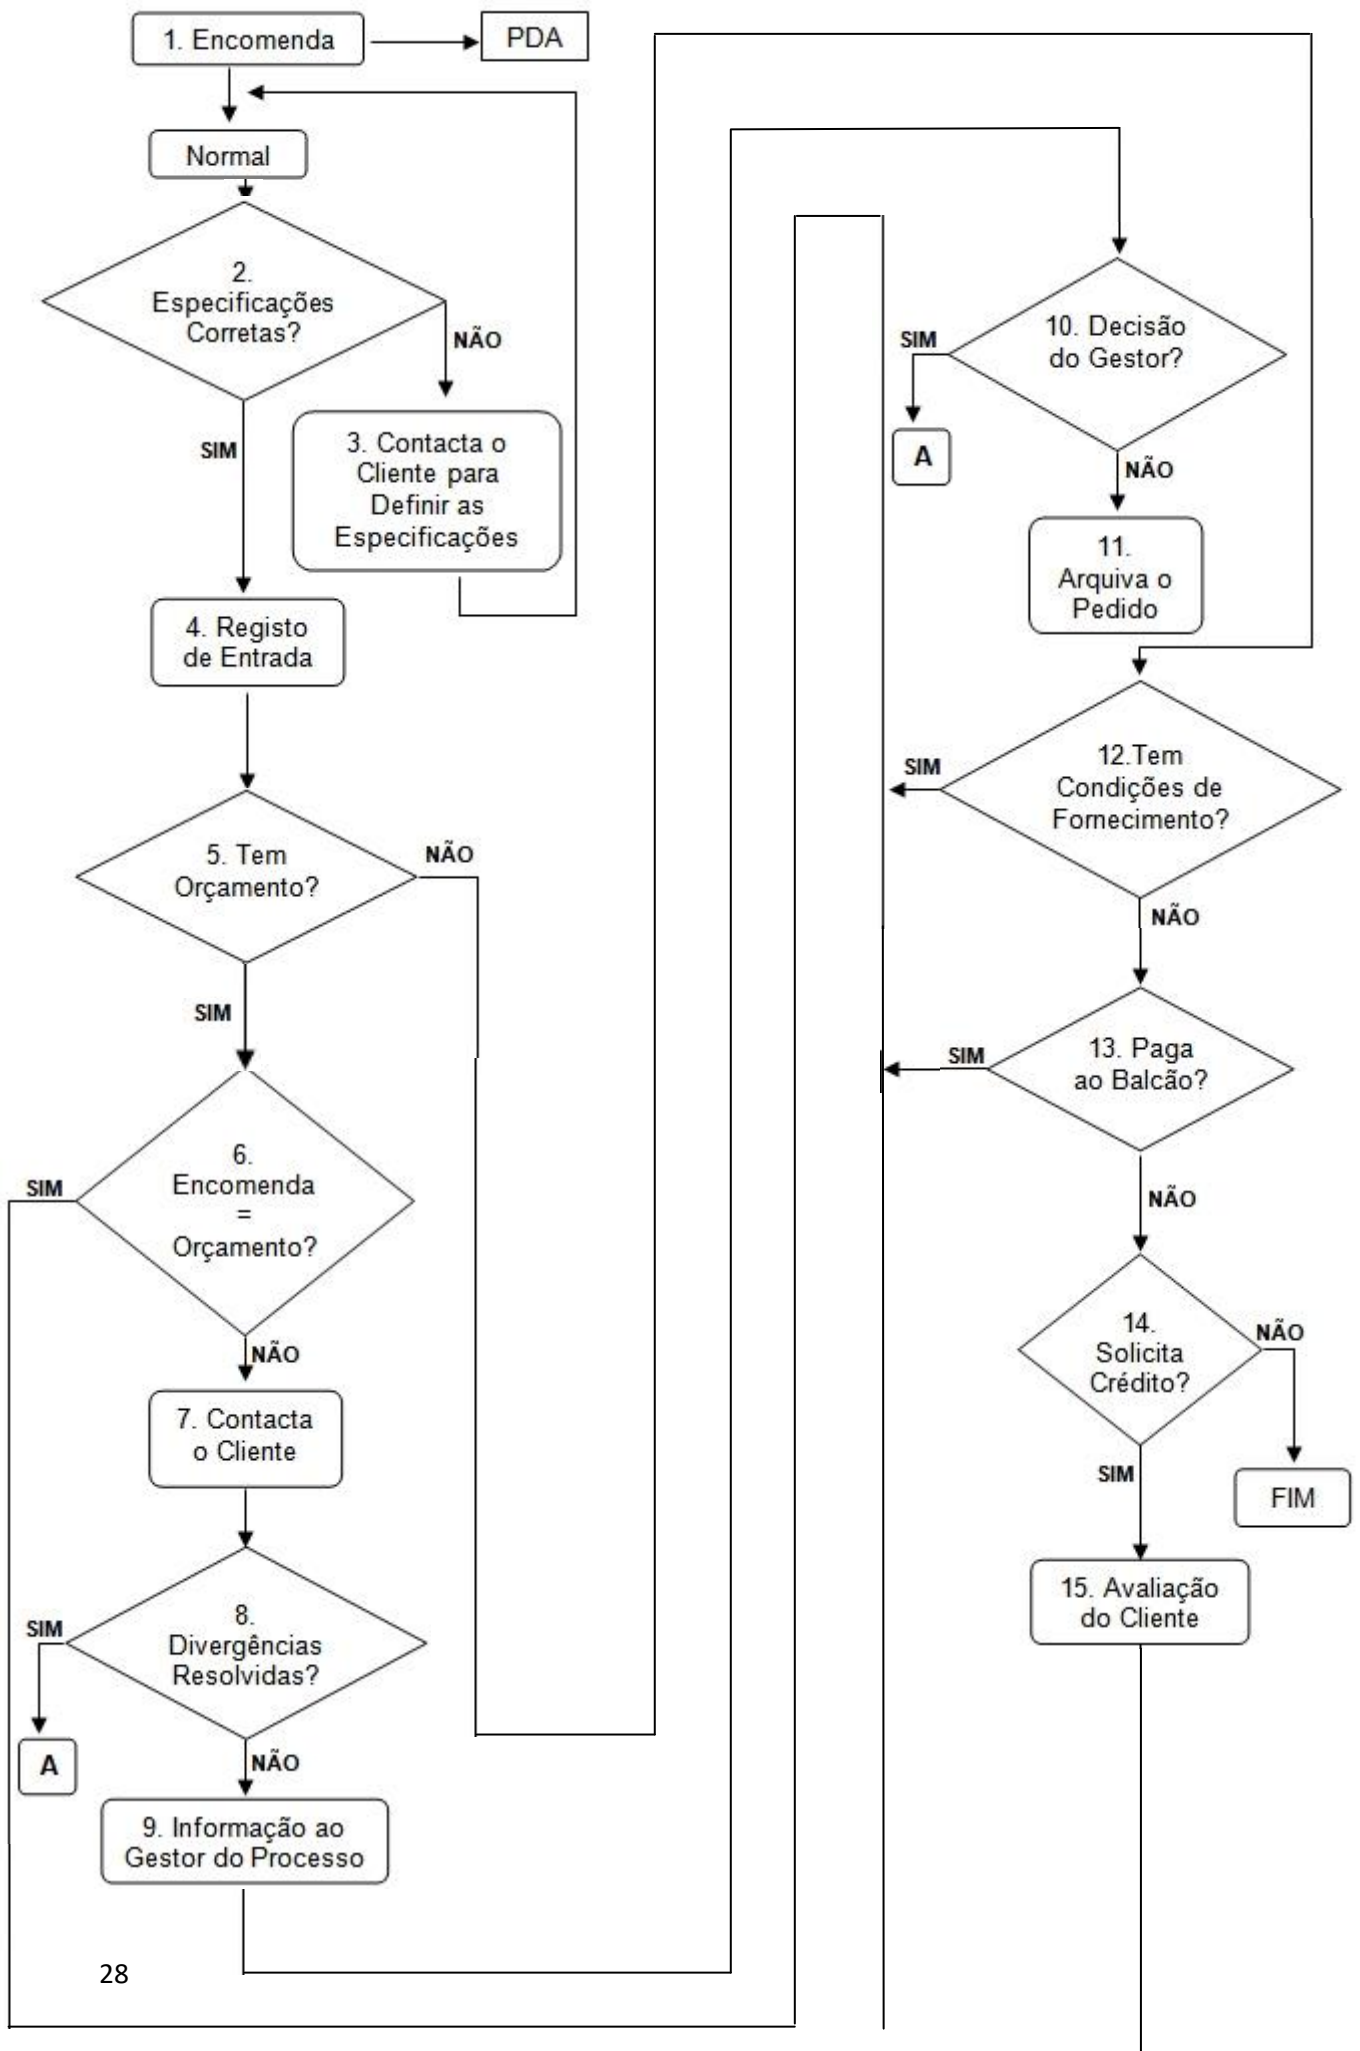 1. Encomenda
PDA
Normal
2.
Especificações
Corretas?
NÃO
SIM
3. Contacta o
Cliente para
Definir as
Especificações
4. Registo
de Entrada
5. Tem
Orçamento?
NÃO
SIM
6.
Encomenda
=
Orçamento?
SIM
NÃO
7. Contacta
o Cliente
8.
Divergências
Resolvidas?
SIM
A
NÃO
9. Informação ao
Gestor do Processo
10. Decisão
do Gestor?
SIM
A
NÃO
11.
Arquiva o
Pedido
12.Tem
Condições de
Fornecimento?
SIM
NÃO
13. Paga
ao Balcão?
SIM
NÃO
14.
Solicita
Crédito?
NÃO
FIM
SIM
15. Avaliação
do Cliente
28